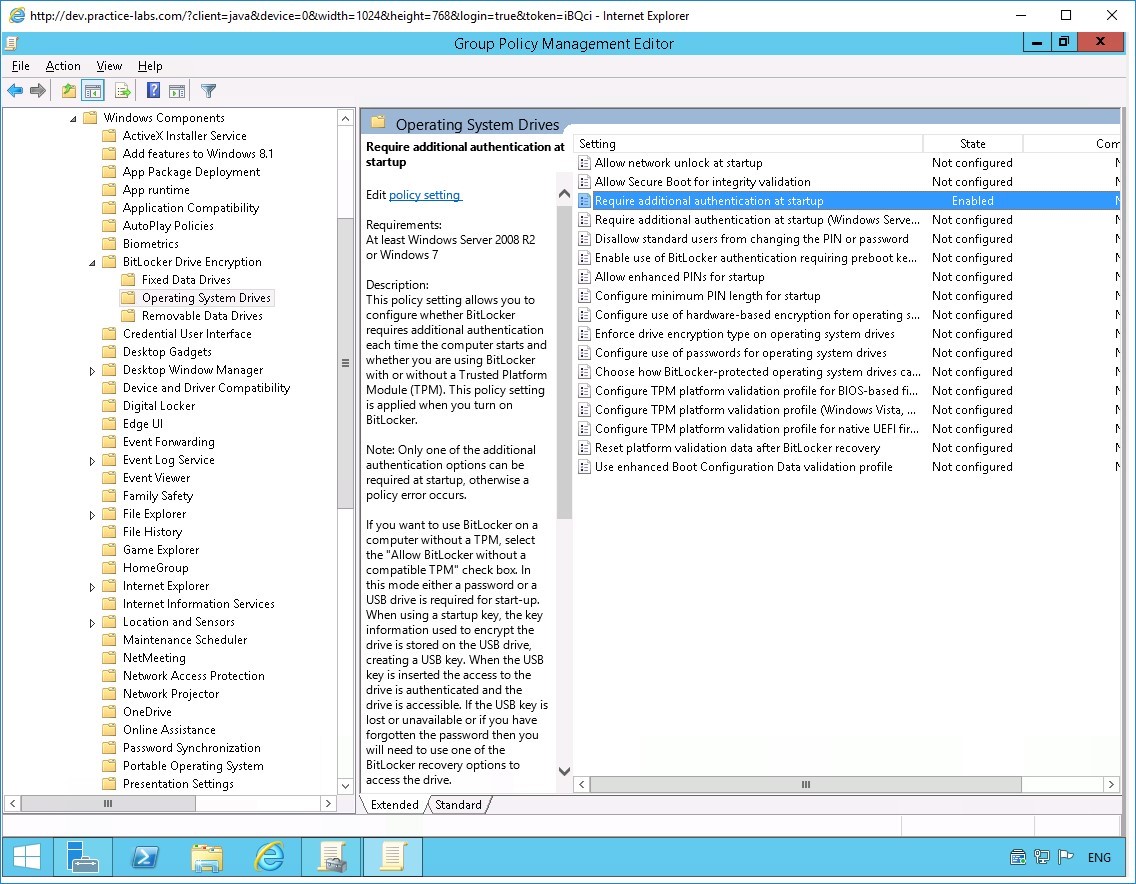 http://dev.practice-labs.com/?client=java&device=0&width=1024&height=768&login=true&token=iBQci - Internet Explorer
Group Policy Management Editor
File Action View Help
Windows Components
ActiveX Installer Service
Add features to Windows 8.1
App Package Deployment
App runtime
Application Compatibility
AutoPlay Policies
Biometrics
BitLocker Drive Encryption
Fixed Data Drives
Operating System Drives
Removable Data Drives
Credential User Interface
Desktop Gadgets
Desktop Window Manager
Device and Driver Compatibility
Digital Locker
Edge UI
Event Forwarding
Event Log Service
Event Viewer
Family Safety
File Explorer
File History
Game Explorer
HomeGroup
Internet Explorer
Internet Information Services
Location and Sensors
Maintenance Scheduler
NetMeeting
Network Access Protection
Network Projector
OneDrive
Online Assistance
Password Synchronization
Portable Operating System
Presentation Settings
Operating System Drives
Require additional authentication at
startup
Edit policy setting
Requirements:
At least Windows Server 2008 R2
or Windows 7
Description:
This policy setting allows you to
configure whether BitLocker
requires additional authentication
each time the computer starts and
whether you are using BitLocker
with or without a Trusted Platform
Module (TPM). This policy setting
is applied when you turn on
BitLocker.
Note: Only one of the additional
authentication options can be
required at startup, otherwise a
policy error occurs.
If you want to use BitLocker on a
computer without a TPM, select
the "Allow BitLocker without a
compatible TPM" check box. In
this mode either a password or a
USB drive is required for start-up.
When using a startup key, the key
information used to encrypt the
drive is stored on the USB drive,
creating a USB key. When the USB
key is inserted the access to the
drive is authenticated and the
drive is accessible. If the USB key is
lost or unavailable or if you have
forgotten the password then you
will need to use one of the
BitLocker recovery options to
access the drive.
Setting State Com
Allow network unlock at startup Not configured N
Allow Secure Boot for integrity validation Not configured N
Require additional authentication at startup Enabled N
Require additional authentication at startup (Windows Serve... Not configured N
Disallow standard users from changing the PIN or password Not configured N
Enable use of BitLocker authentication requiring preboot ke... Not configured N
Allow enhanced PINs for startup Not configured N
Configure minimum PIN length for startup Not configured N
Configure use of hardware-based encryption for operating s... Not configured N
Enforce drive encryption type on operating system drives Not configured N
Configure use of passwords for operating system drives Not configured N
Choose how BitLocker-protected operating system drives ca... Not configured N
Configure TPM platform validation profile for BIOS-based fi... Not configured N
Configure TPM platform validation profile (Windows Vista, ... Not configured N
Configure TPM platform validation profile for native UEFI fir... Not configured N
Reset platform validation data after BitLocker recovery Not configured N
Use enhanced Boot Configuration Data validation profile Not configured N
Extended Standard
ENG